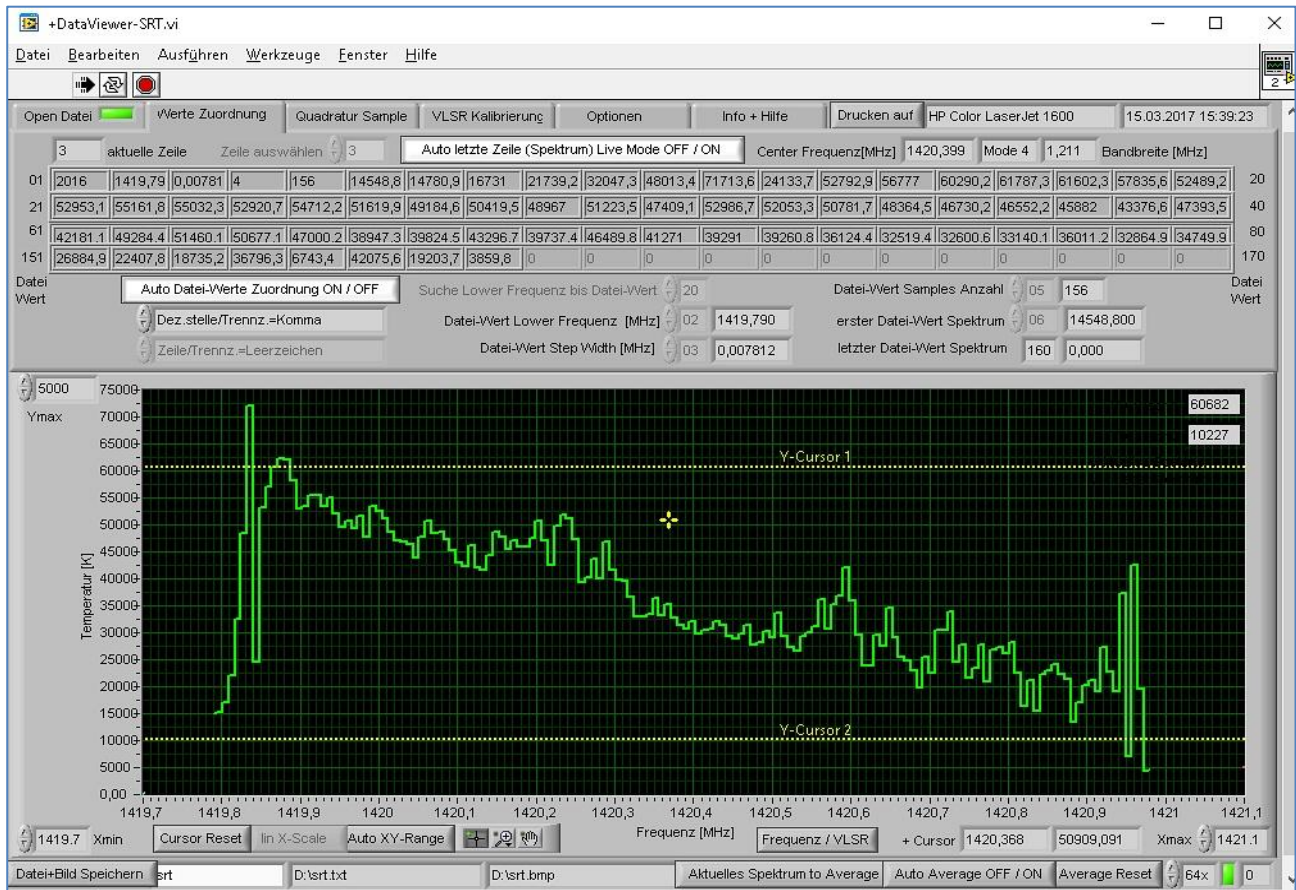 +DataViewer-SRT.vi
Datei Bearbeiten Ausführen Werkzeuge Fenster Hilfe
2
Open Datei Werte Zuordnung Quadratur Sample VLSR Kalibrierung Optionen Info + Hilfe Drucken auf HP Color LaserJet 1600 15.03.2017 15:39:23
3 aktuelle Zeile Zeile auswählen 3 Auto letzte Zeile (Spektrum) Live Mode OFF / ON Center Frequenz[MHz] 1420,399 Mode 4 1,211 Bandbreite [MHz]
01 2016 1419,79 0,00781 4 156 14548,8 14780,9 16731 21739,2 32047,3 48013,4 71713,6 24133,7 52792,9 56777 60290,2 61787,3 61602,3 57835,6 52489,2 20
21 52953,1 55161,8 55032,3 52920,7 54712,2 51619,9 49184,6 50419,5 48967 51223,5 47409,1 52986,7 52053,3 50781,7 48364,5 46730,2 46552,2 45882 43376,6 47393,5 40
61 42181.1 49284.4 51460.1 50677.1 47000.2 38947.3 39824.5 43296.7 39737.4 46489.8 41271 39291 39260.8 36124.4 32519.4 32600.6 33140.1 36011.2 32864.9 34749.9 80
151 26884,9 22407,8 18735,2 36796,3 6743,4 42075,6 19203,7 3859,8 0 0 0 0 0 0 0 0 0 0 0 0 170
Datei Wert Auto Datei-Werte Zuordnung ON / OFF Suche Lower Frequenz bis Datei-Wert 20 Datei-Wert Samples Anzahl 05 156 Datei Wert
Dez.stelle/Trennz.=Komma Datei-Wert Lower Frequenz [MHz] 02 1419,790 erster Datei-Wert Spektrum 06 14548,800
Zeile/Trennz.=Leerzeichen Datei-Wert Step Width [MHz] 03 0,007812 letzter Datei-Wert Spektrum 160 0,000
5000
Ymax
75000
70000
65000
60000
55000
50000
45000
40000
35000
30000
25000
20000
15000
10000
5000
0,00
Temperatur [K]
60682
10227
Y-Cursor 1
Y-Cursor 2
1419,7 1419,8 1419,9 1420 1420,1 1420,2 1420,3 1420,4 1420,5 1420,6 1420,7 1420,8 1420,9 1421 1421,1
1419.7 Xmin Cursor Reset lin X-Scale Auto XY-Range Frequenz [MHz] Frequenz / VLSR + Cursor 1420,368 50909,091 Xmax 1421.1
Datei+Bild Speichern srt D:\srt.txt D:\srt.bmp Aktuelles Spektrum to Average Auto Average OFF / ON Average Reset 64x 0